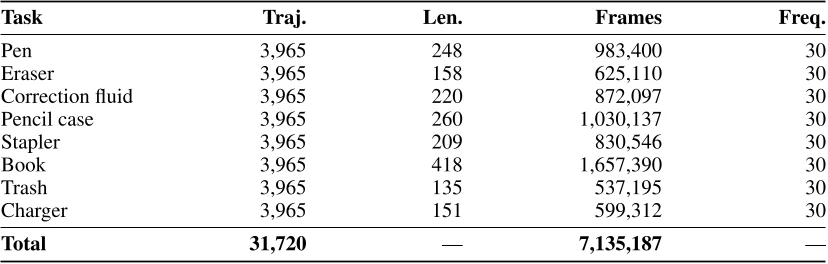 Task Traj. Len. Frames Freq.
Pen 3,965 248 983,400 30
Eraser 3,965 158 625,110 30
Correction fluid 3,965 220 872,097 30
Pencil case 3,965 260 1,030,137 30
Stapler 3,965 209 830,546 30
Book 3,965 418 1,657,390 30
Trash 3,965 135 537,195 30
Charger 3,965 151 599,312 30
Total 31,720 — 7,135,187 —